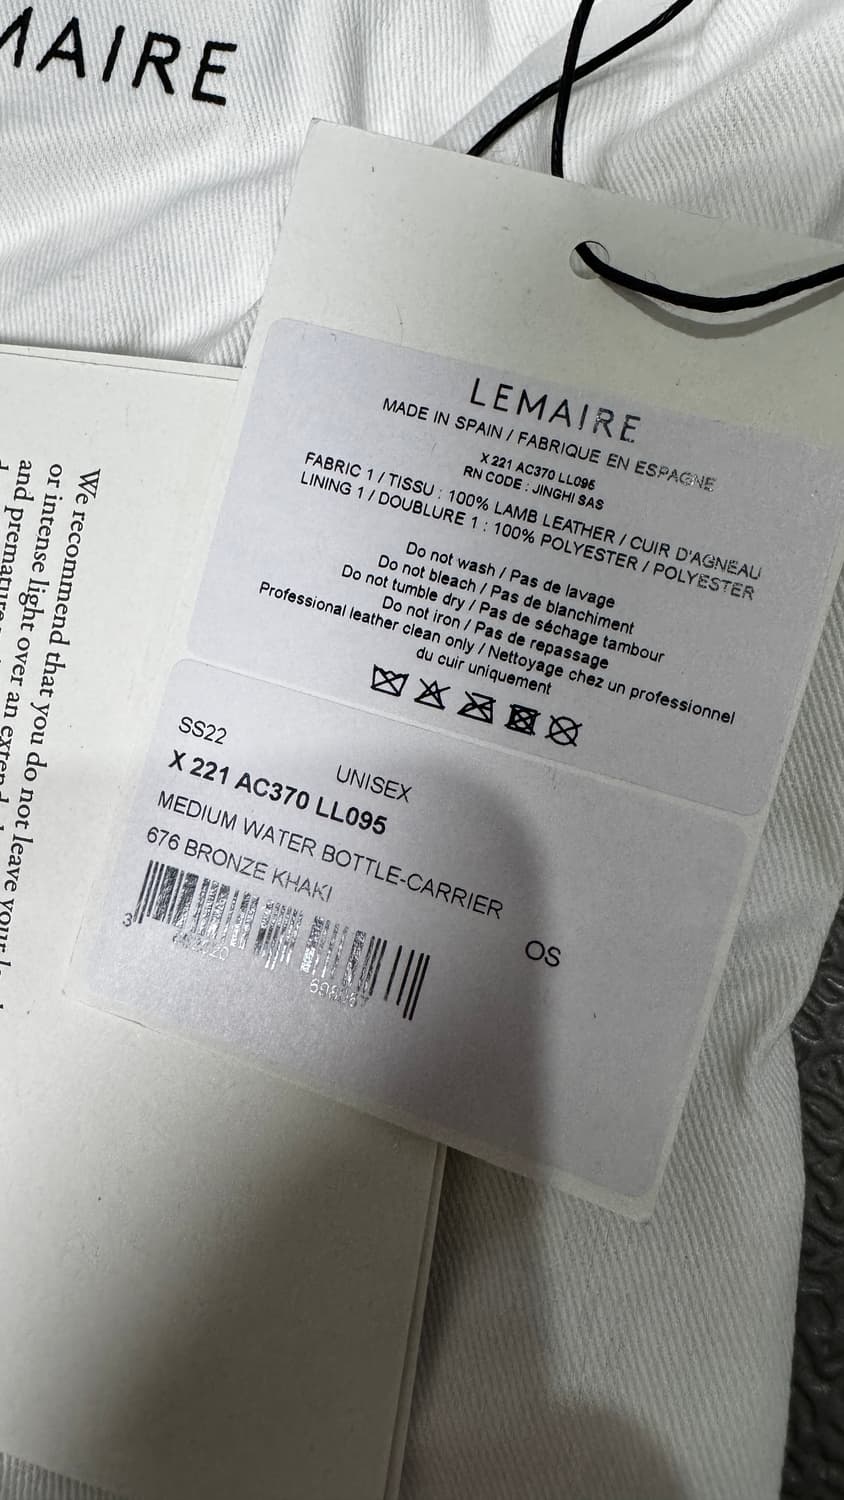 MAIRE
LEMAIRE
MADE IN SPAIN / FABRIQUE EN ESPAGNE
X 221 AC370 LL095
RN CODE : JINGHI SAS
FABRIC 1 / TISSU : 100% LAMB LEATHER / CUIR D'AGNEAU
LINING 1 / DOUBLURE 1 : 100% POLYESTER / POLYESTER
Do not wash / Pas de lavage
Do not bleach / Pas de blanchiment
Do not tumble dry / Pas de séchage tambour
Do not iron / Pas de repassage
Professional leather clean only / Nettoyage chez un professionnel
du cuir uniquement
SS22
UNISEX
X 221 AC370 LL095
MEDIUM WATER BOTTLE-CARRIER
676 BRONZE KHAKI
OS
3
We recommend that you do not leave your
or intense light over an
and premature